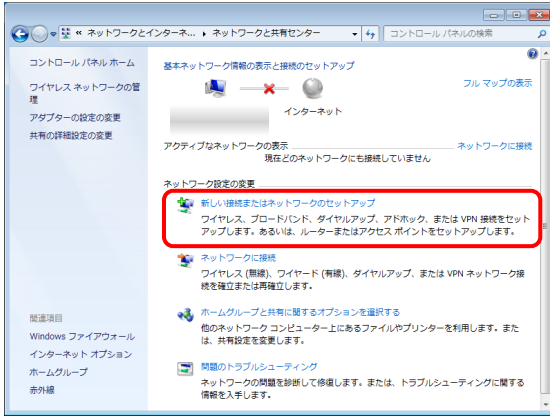 « ネットワークとインターネ... ▸ ネットワークと共有センター
コントロール パネルの検索
コントロール パネル ホーム
ワイヤレス ネットワークの管
理
アダプターの設定の変更
共有の詳細設定の変更
関連項目
Windows ファイアウォール
インターネット オプション
ホームグループ
赤外線
基本ネットワーク情報の表示と接続のセットアップ
フル マップの表示
インターネット
アクティブなネットワークの表示
ネットワークに接続
現在どのネットワークにも接続していません
ネットワーク設定の変更
新しい接続またはネットワークのセットアップ
ワイヤレス、ブロードバンド、ダイヤルアップ、アドホック、または VPN 接続をセット
アップします。あるいは、ルーターまたはアクセス ポイントをセットアップします。
ネットワークに接続
ワイヤレス (無線)、ワイヤード (有線)、ダイヤルアップ、または VPN ネットワーク接
続を確立または再確立します。
ホームグループと共有に関するオプションを選択する
他のネットワーク コンピューター上にあるファイルやプリンターを利用します。また
は、共有設定を変更します。
問題のトラブルシューティング
ネットワークの問題を診断して修復します。または、トラブルシューティングに関する
情報を入手します。